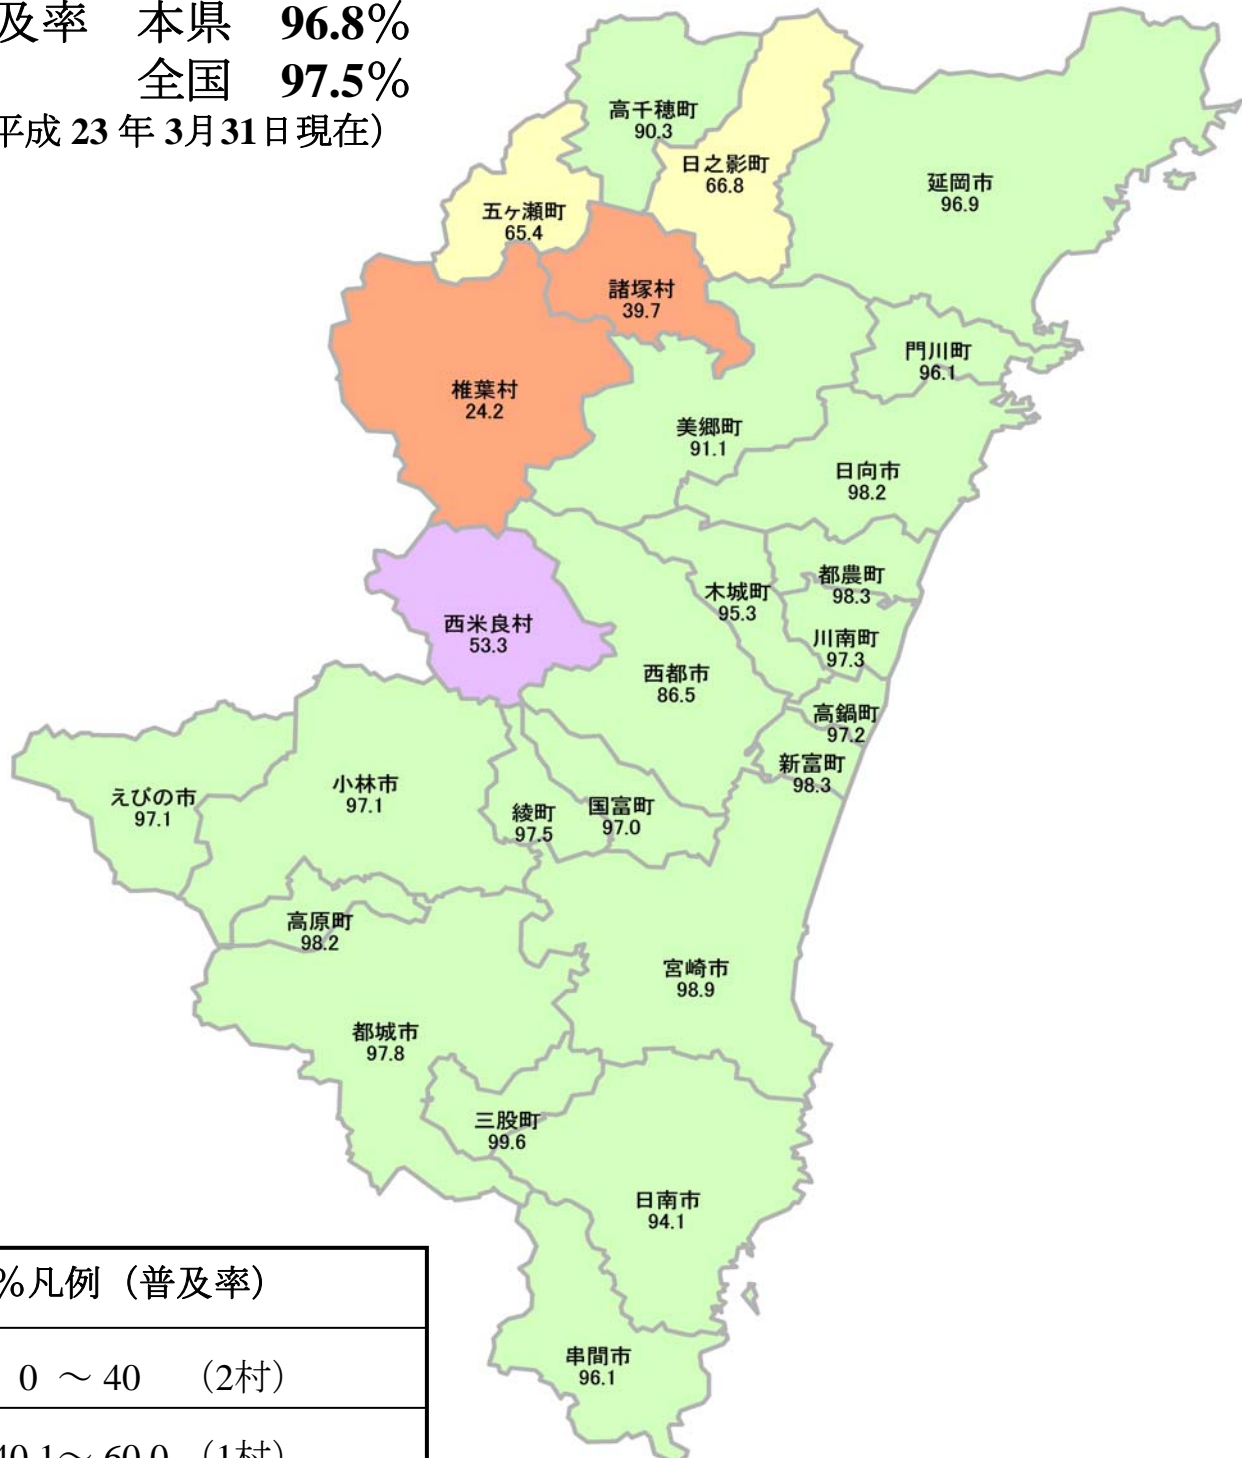 及率 本県 96.8%
全国 97.5%
平成 23 年 3月31日現在）
高千穂町
90.3
日之影町
66.8
延岡市
96.9
五ヶ瀬町
65.4
諸塚村
39.7
門川町
96.1
椎葉村
24.2
美郷町
91.1
日向市
98.2
都農町
98.3
木城町
95.3
西米良村
53.3
川南町
97.3
西都市
86.5
高鍋町
97.2
新富町
98.3
小林市
97.1
えびの市
97.1
綾町
97.5
国富町
97.0
高原町
98.2
宮崎市
98.9
都城市
97.8
三股町
99.6
日南市
94.1
串間市
96.1
%凡例（普及率）
0 ～ 40 （2村）
40.1～ 60.0 （1村）